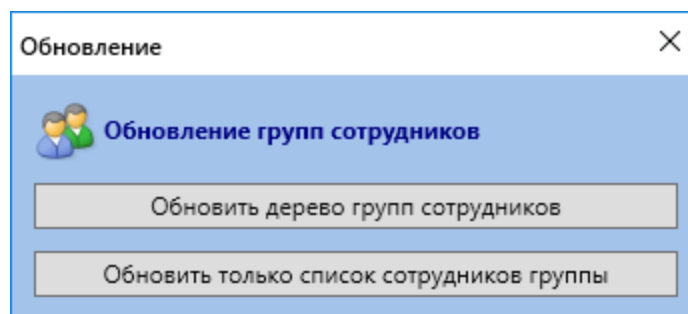 Обновление
Обновление групп сотрудников
Обновить дерево групп сотрудников
Обновить только список сотрудников группы